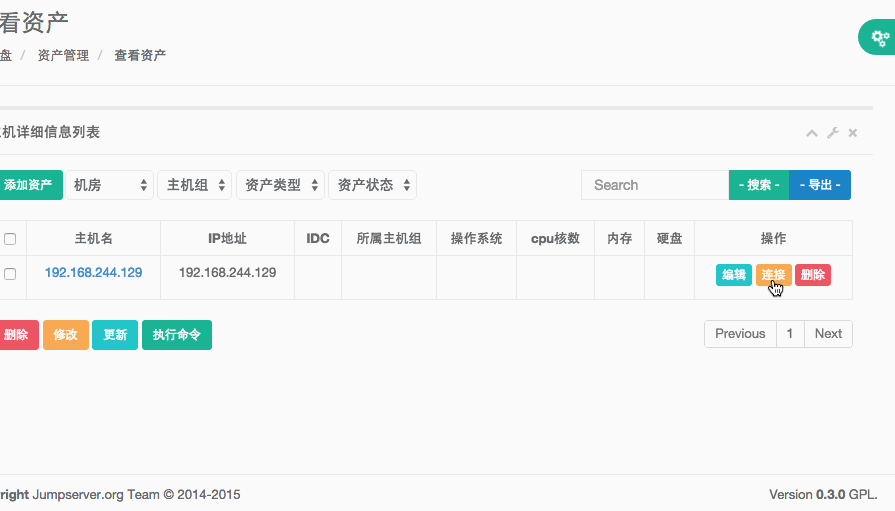 看资产
盘 / 资产管理 / 查看资产
机详细信息列表
添加资产 机房 主机组 资产类型 资产状态 Search - 搜索 - - 导出 -
主机名 IP地址 IDC 所属主机组 操作系统 cpu核数 内存 硬盘 操作
192.168.244.129 192.168.244.129 编辑 连接 删除
删除 修改 更新 执行命令 Previous 1 Next
right Jumpserver.org Team © 2014-2015 Version 0.3.0 GPL.